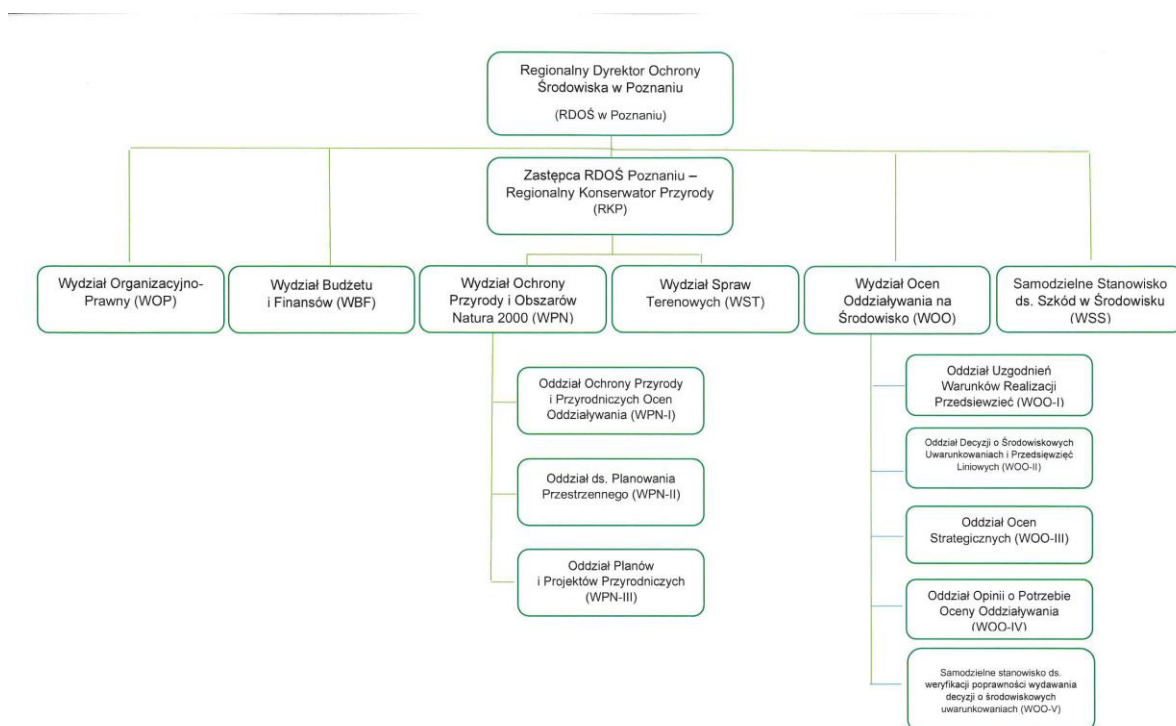 Regionalny Dyrektor Ochrony
Środowiska w Poznaniu
(RDOŚ w Poznaniu)
Zastępca RDOŚ Poznaniu –
Regionalny Konserwator Przyrody
(RKP)
Wydział Organizacyjno-
Prawny (WOP)
Wydział Budżetu
i Finansów (WBF)
Wydział Ochrony
Przyrody i Obszarów
Natura 2000 (WPN)
Wydział Spraw
Terenowych (WST)
Wydział Ocen
Oddziaływania na
Środowisko (WOO)
Samodzielne Stanowisko
ds. Szkód w Środowisku
(WSS)
Oddział Ochrony Przyrody
i Przyrodniczych Ocen
Oddziaływania (WPN-I)
Oddział ds. Planowania
Przestrzennego (WPN-II)
Oddział Planów
i Projektów Przyrodniczych
(WPN-III)
Oddział Uzgodnień
Warunków Realizacji
Przedsiewzieć (WOO-I)
Oddział Decyzji o Środowiskowych
Uwarunkowaniach i Przedsięwzięć
Liniowych (WOO-II)
Oddział Ocen
Strategicznych (WOO-III)
Oddział Opinii o Potrzebie
Oceny Oddziaływania
(WOO-IV)
Samodzielne stanowisko ds.
weryfikacji poprawności wydawania
decyzji o środowiskowych
uwarunkowaniach (WOO-V)